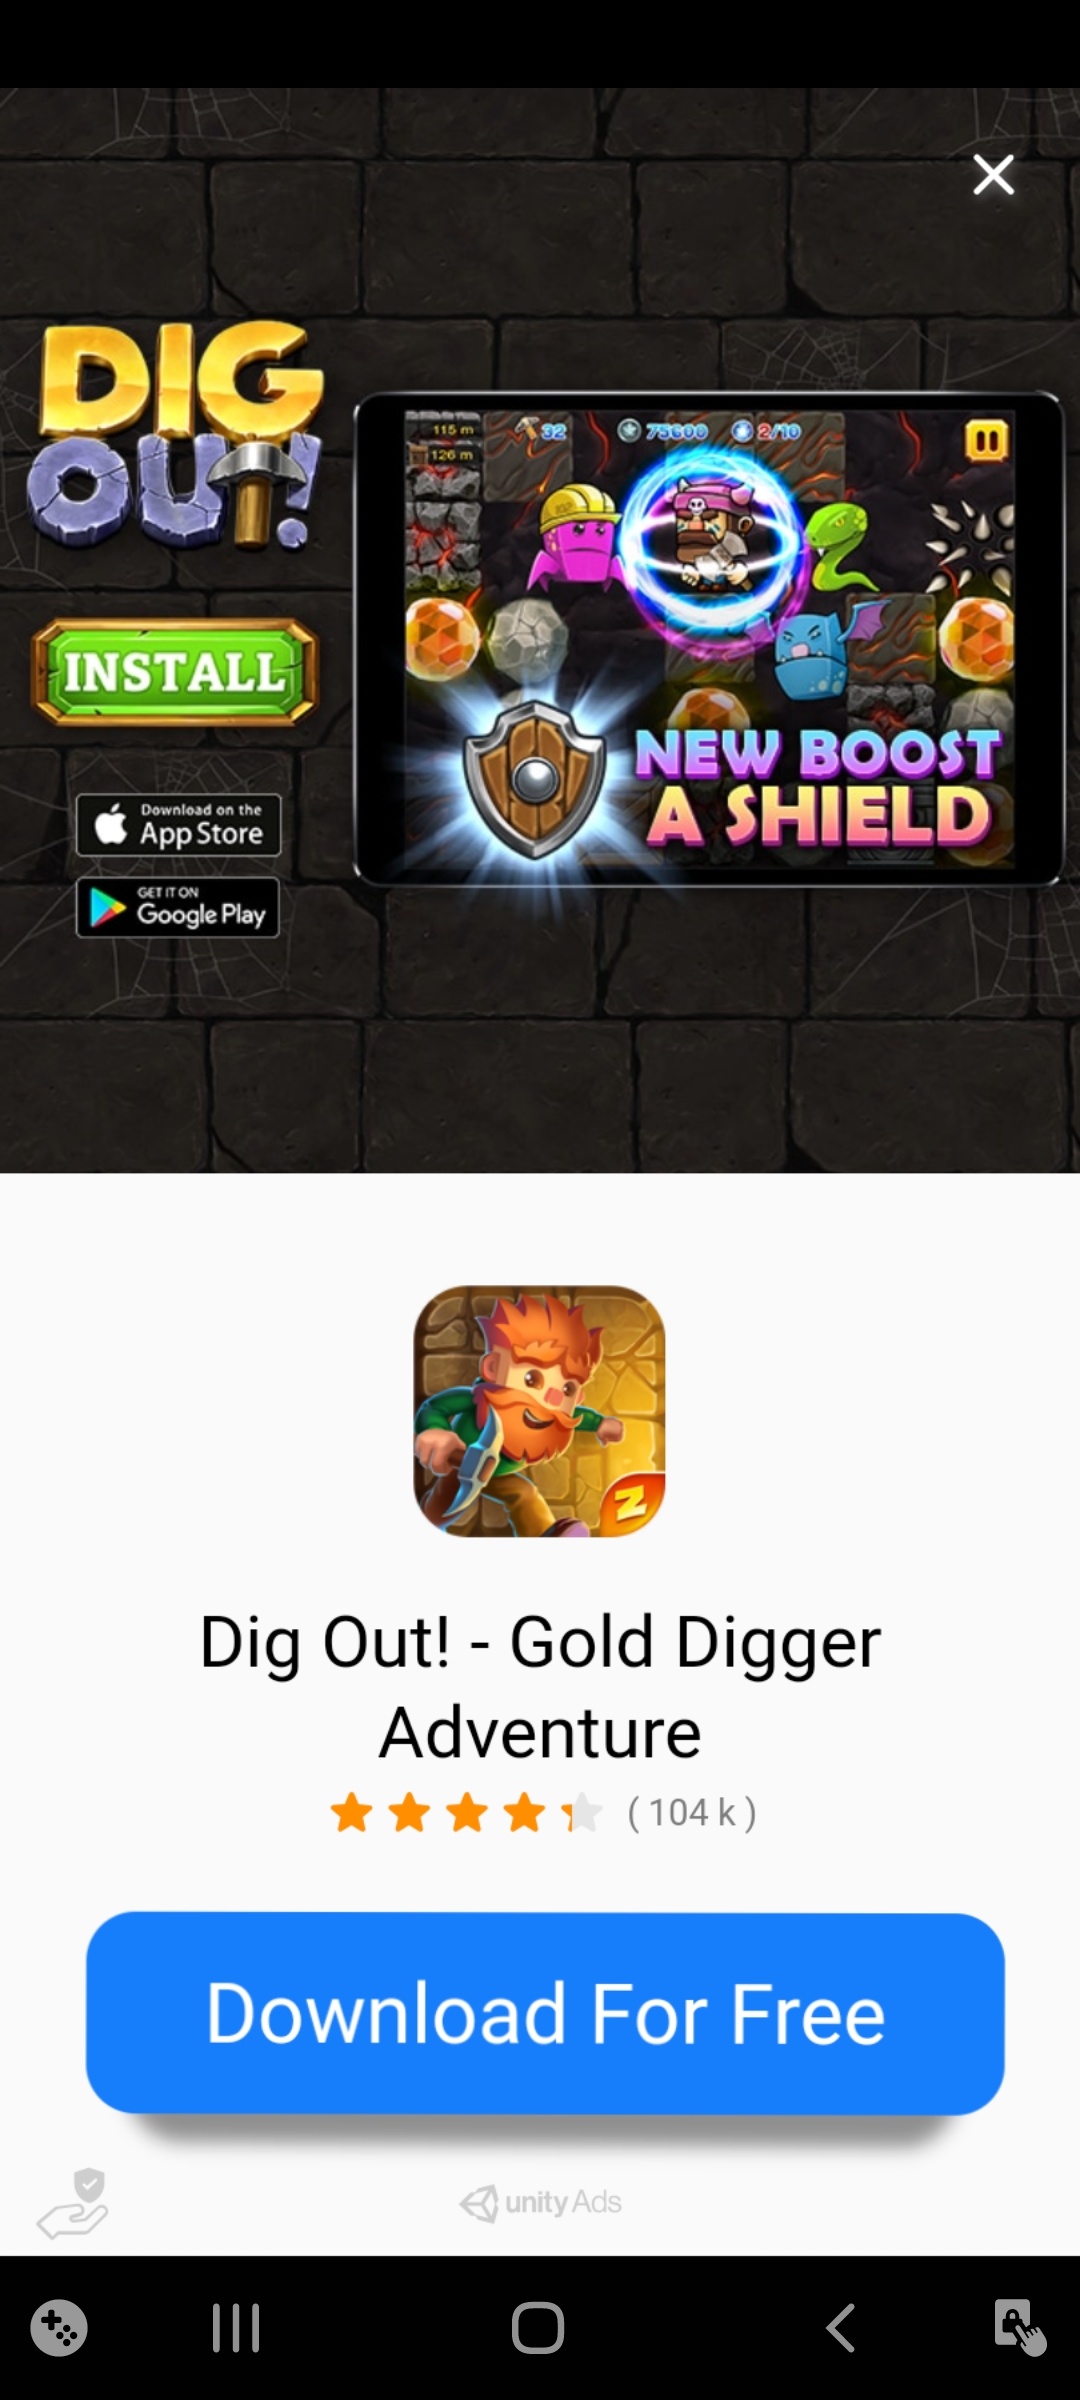 DIG
OUT!
INSTALL
Download on the
App Store
GET IT ON
Google Play
115 m
126 m
32
75600
2/10
NEW BOOST
A SHIELD
Z
Dig Out! - Gold Digger
Adventure
( 104 k )
Download For Free
unity Ads